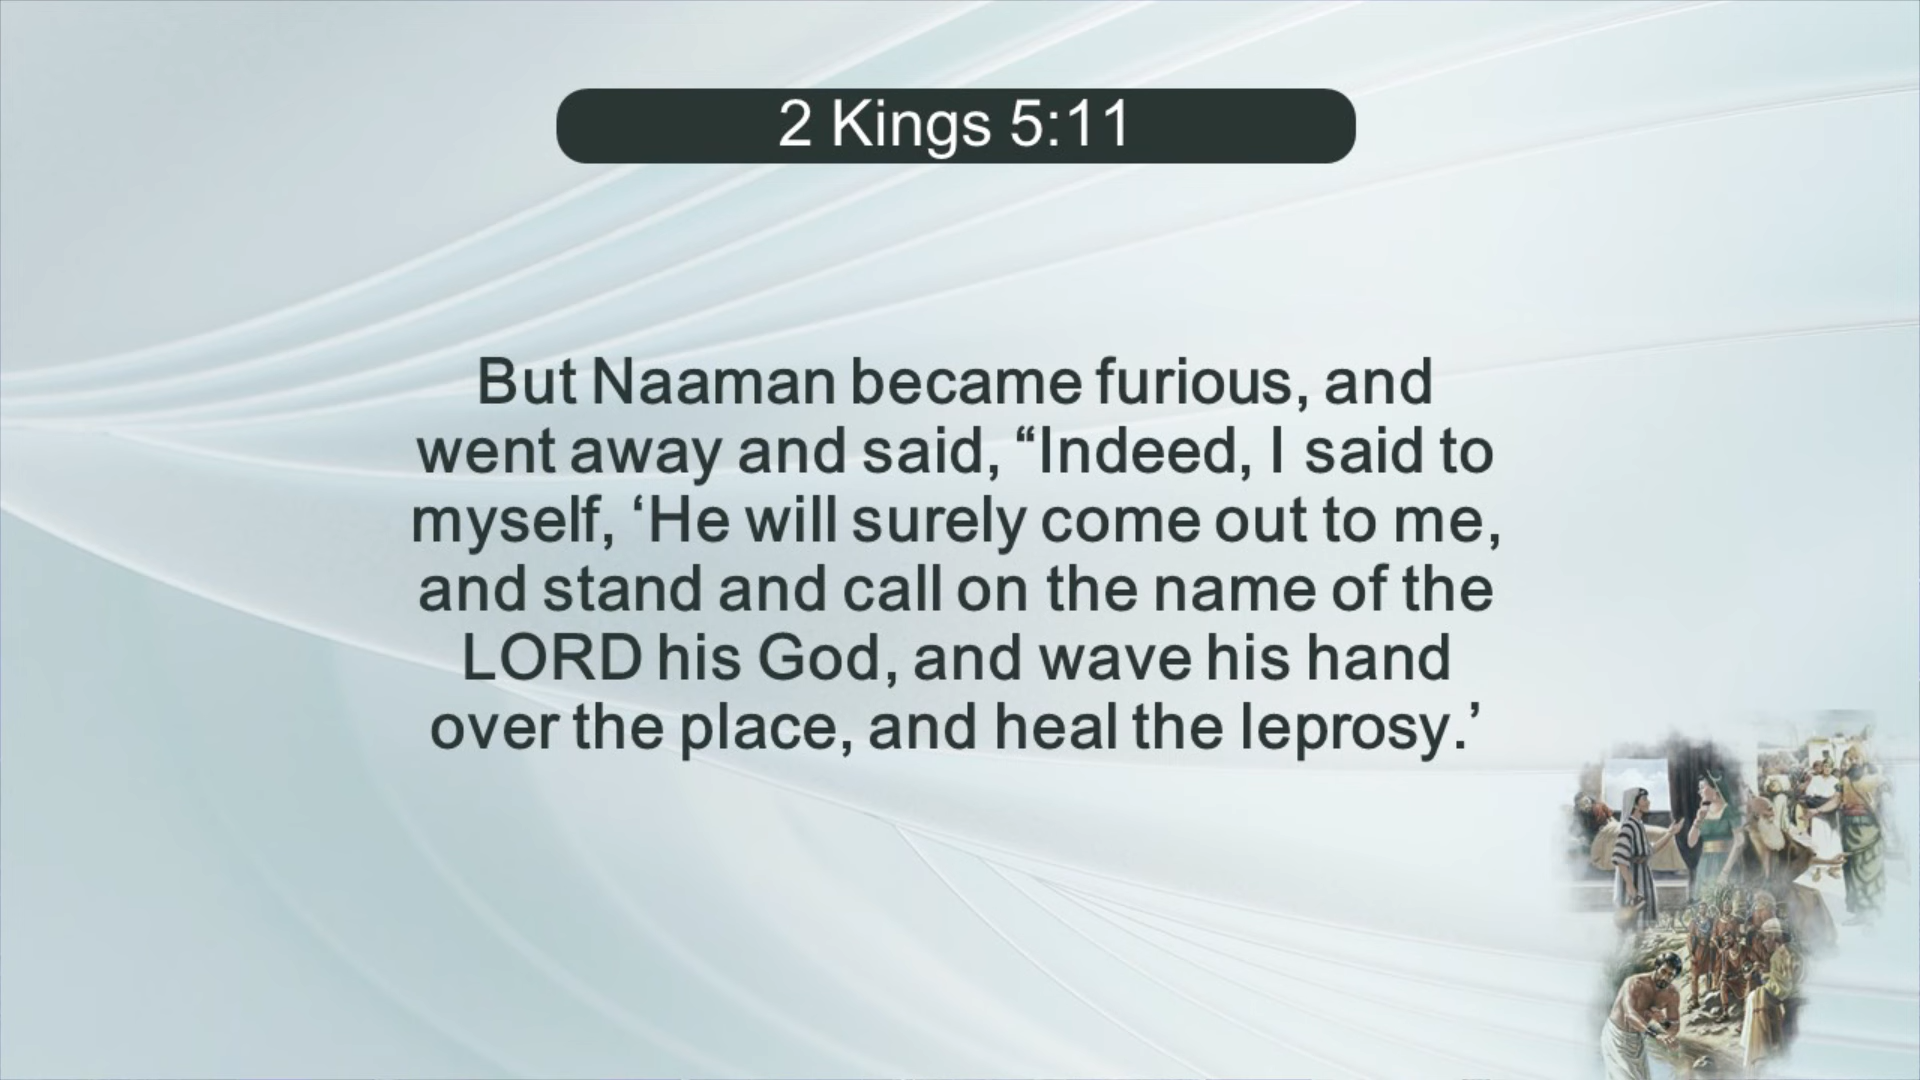 2 Kings 5:11
But Naaman became furious, and
went away and said, “Indeed, I said to
myself, ‘He will surely come out to me,
and stand and call on the name of the
LORD his God, and wave his hand
over the place, and heal the leprosy.’